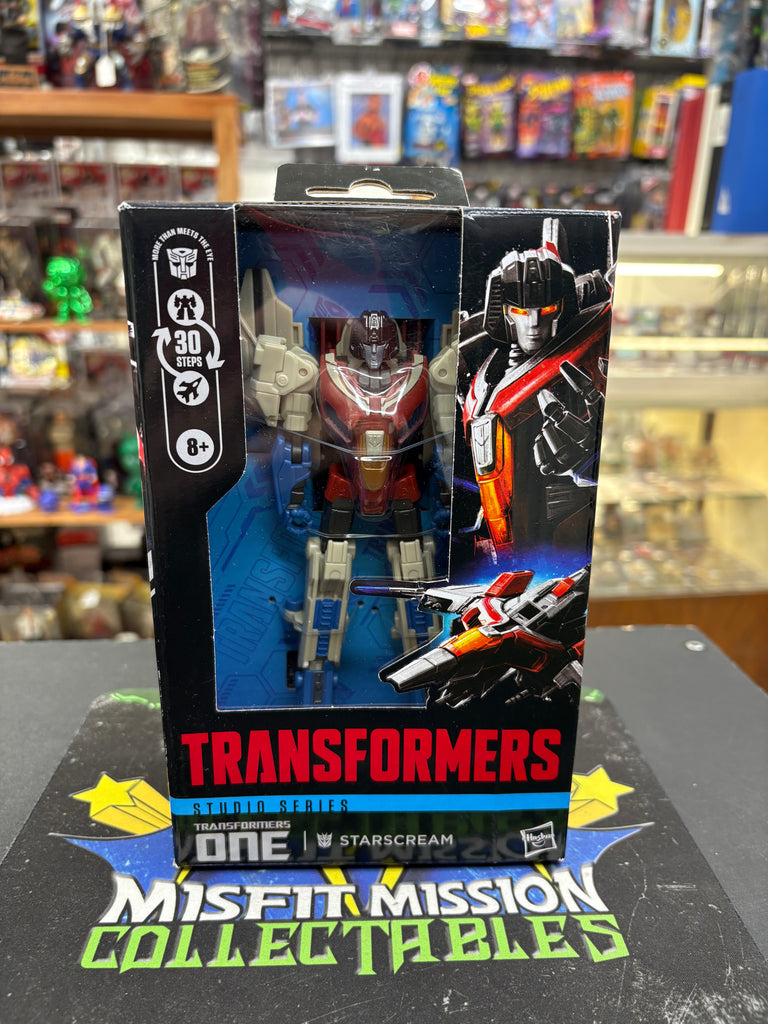 MORE THAN MEETS THE EYE
30
STEPS
8+
TRANSFORMERS
STUDIO SERIES
TRANSFORMERS
ONE
STARSCREAM
Hasbro
MISFIT MISSION
COLLECTABLES